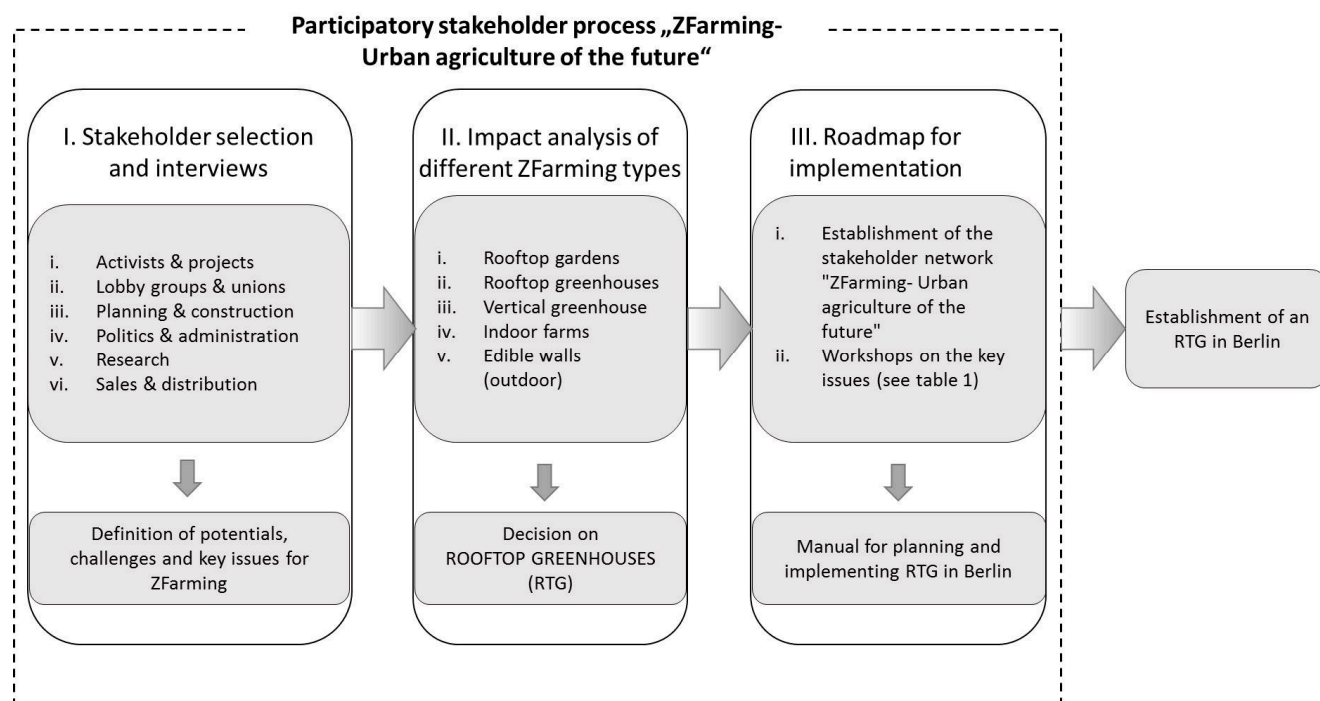 Participatory stakeholder process „ZFarming-
Urban agriculture of the future“
I. Stakeholder selection
and interviews
i. Activists & projects
ii. Lobby groups & unions
iii. Planning & construction
iv. Politics & administration
v. Research
vi. Sales & distribution
Definition of potentials,
challenges and key issues for
ZFarming
II. Impact analysis of
different ZFarming types
i. Rooftop gardens
ii. Rooftop greenhouses
iii. Vertical greenhouse
iv. Indoor farms
v. Edible walls
(outdoor)
Decision on
ROOFTOP GREENHOUSES
(RTG)
III. Roadmap for
implementation
i. Establishment of the
stakeholder network
"ZFarming- Urban
agriculture of the
future"
ii. Workshops on the key
issues (see table 1)
Manual for planning and
implementing RTG in Berlin
Establishment of an
RTG in Berlin